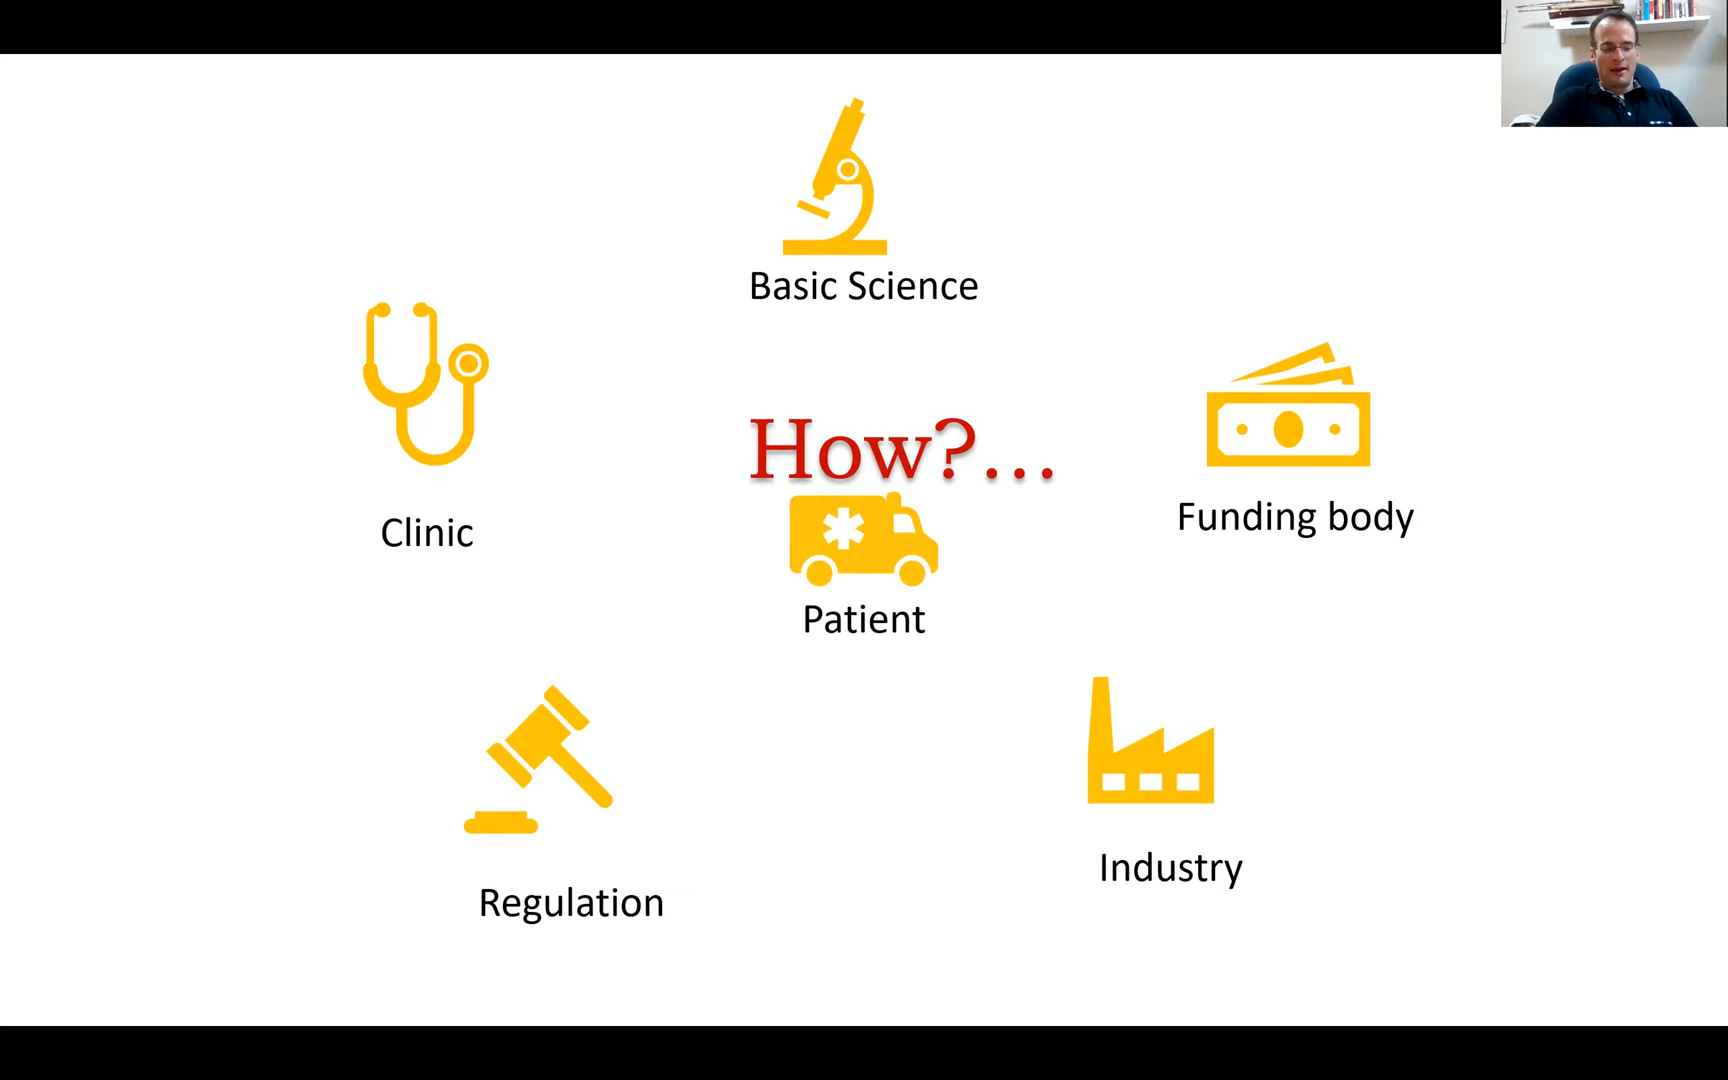 Basic Science
How?...
Clinic
Funding body
Patient
Industry
Regulation